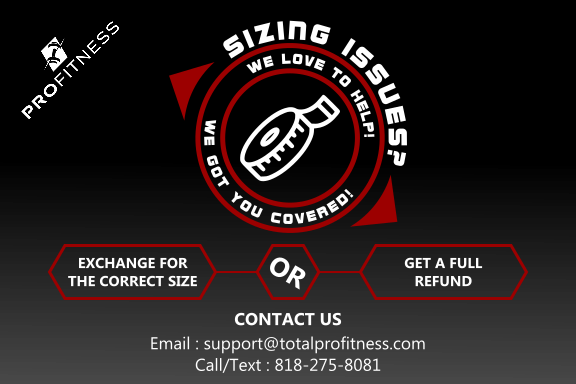 PROFITNESS
SIZING ISSUES?
WE LOVE TO HELP!
WE GOT YOU COVERED!
EXCHANGE FOR
THE CORRECT SIZE
OR
GET A FULL
REFUND
CONTACT US
Email : support@totalprofitness.com
Call/Text : 818-275-8081